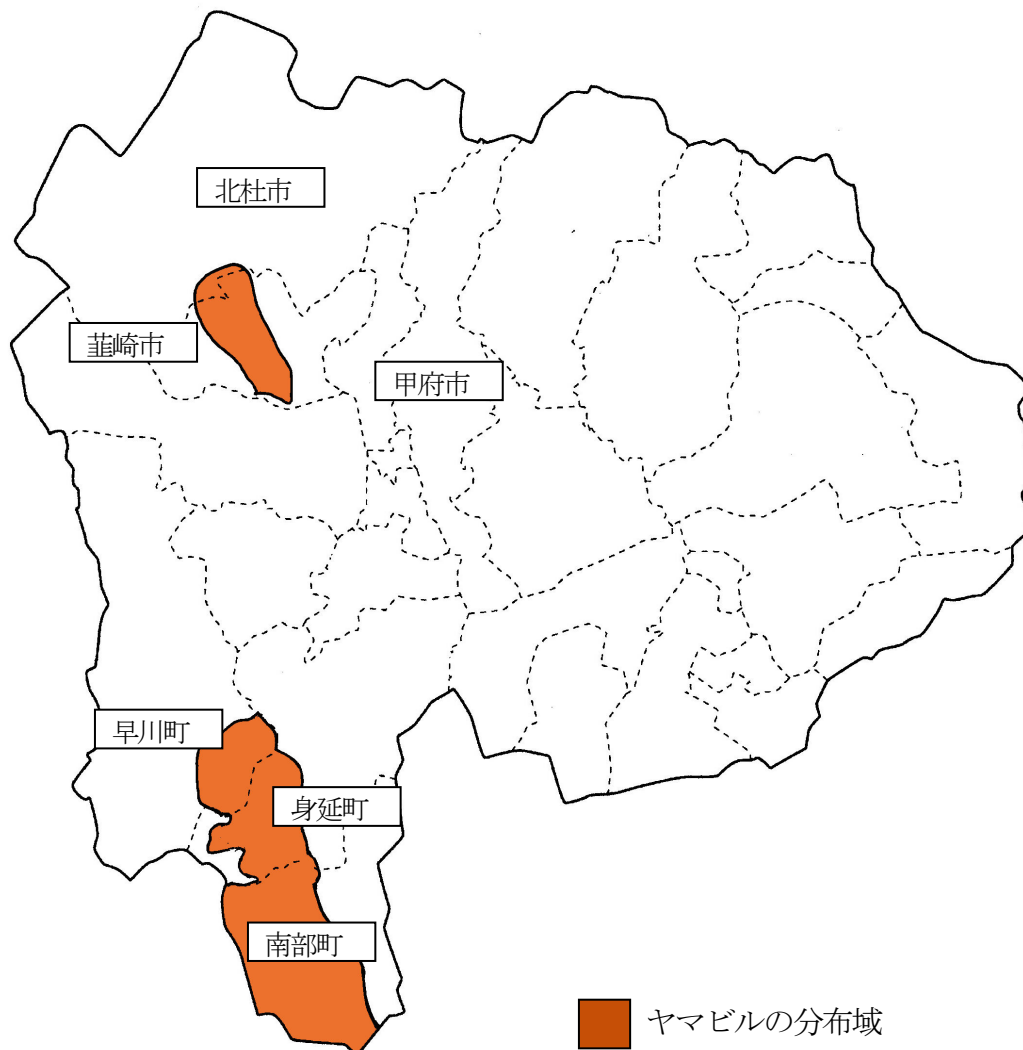 北杜市
韮崎市
甲府市
早川町
身延町
南部町
ヤマビルの分布域